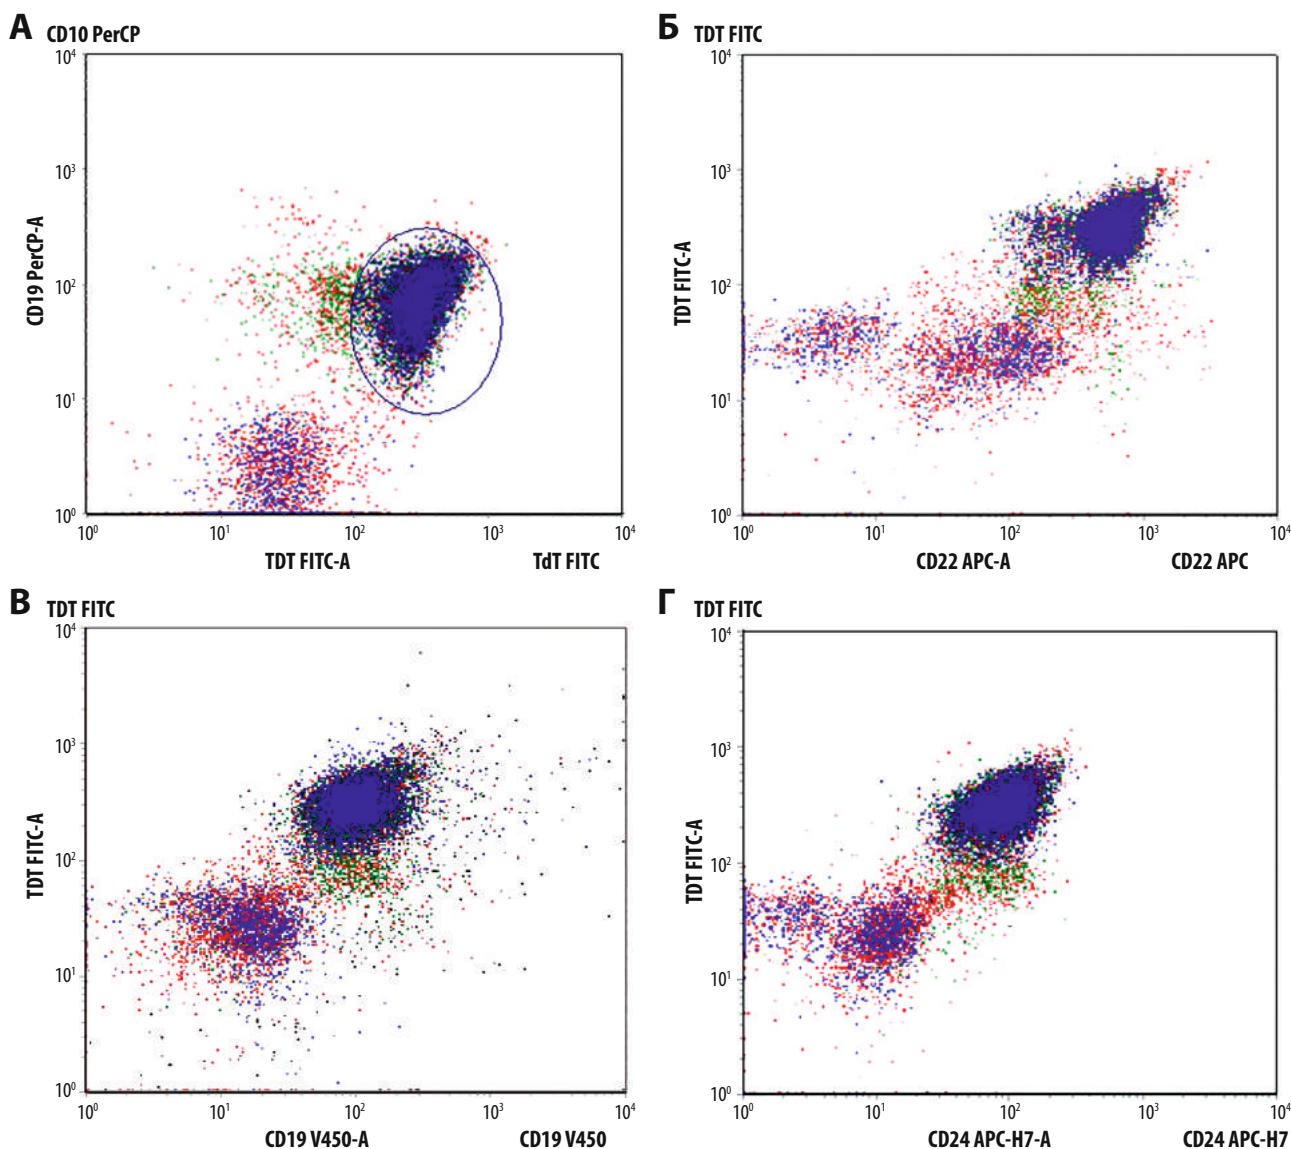 А CD10 PerCP
10⁴
10³
10²
10¹
10⁰
CD19 PerCP-A
10⁰ 10¹ 10² 10³ 10⁴
TDT FITC-A TdT FITC
Б TDT FITC
10⁴
10³
10²
10¹
10⁰
TDT FITC-A
10⁰ 10¹ 10² 10³ 10⁴
CD22 APC-A CD22 APC
В TDT FITC
10⁴
10³
10²
10¹
10⁰
TDT FITC-A
10⁰ 10¹ 10² 10³ 10⁴
CD19 V450-A CD19 V450
Г TDT FITC
10⁴
10³
10²
10¹
10⁰
TDT FITC-A
10⁰ 10¹ 10² 10³ 10⁴
CD24 APC-H7-A CD24 APC-H7